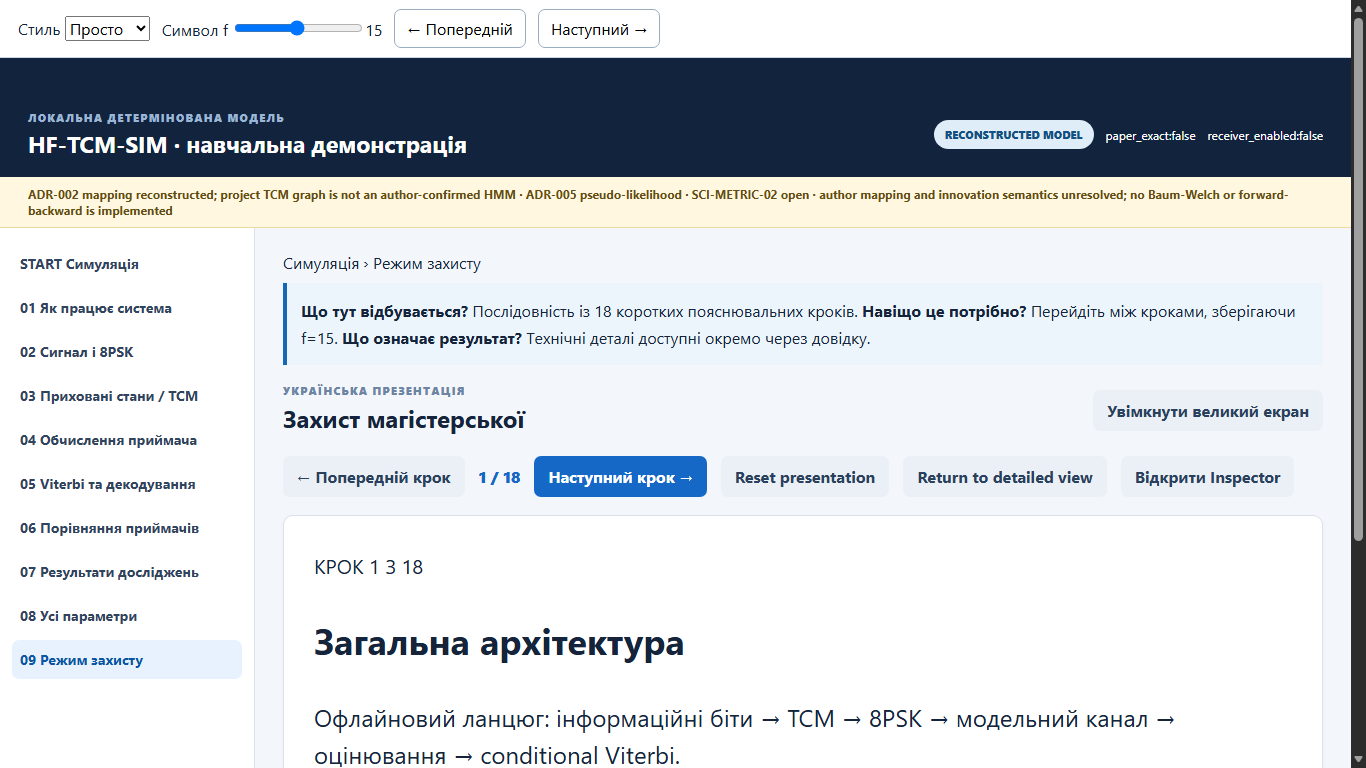 Стиль Просто Символ f 15 ← Попередній Наступний →
ЛОКАЛЬНА ДЕТЕРМІНОВАНА МОДЕЛЬ
HF-TCM-SIM · навчальна демонстрація
RECONSTRUCTED MODEL paper_exact:false receiver_enabled:false
ADR-002 mapping reconstructed; project TCM graph is not an author-confirmed HMM · ADR-005 pseudo-likelihood · SCI-METRIC-02 open · author mapping and innovation semantics unresolved; no Baum-Welch or forward-
backward is implemented
START Симуляція
01 Як працює система
02 Сигнал і 8PSK
03 Приховані стани / TCM
04 Обчислення приймача
05 Viterbi та декодування
06 Порівняння приймачів
07 Результати досліджень
08 Усі параметри
09 Режим захисту
Симуляція › Режим захисту
Що тут відбувається? Послідовність із 18 коротких пояснювальних кроків. Навіщо це потрібно? Перейдіть між кроками, зберігаючи
f=15. Що означає результат? Технічні деталі доступні окремо через довідку.
УКРАЇНСЬКА ПРЕЗЕНТАЦІЯ
Захист магістерської
Увімкнути великий екран
← Попередній крок 1 / 18 Наступний крок → Reset presentation Return to detailed view Відкрити Inspector
КРОК 1 З 18
Загальна архітектура
Офлайновий ланцюг: інформаційні біти → TCM → 8PSK → модельний канал →
оцінювання → conditional Viterbi.